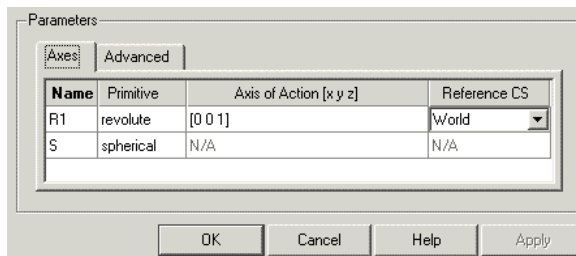 Parameters
Axes Advanced
Name Primitive Axis of Action [x y z] Reference CS
R1 revolute [0 0 1] World
S spherical N/A N/A
OK Cancel Help Apply